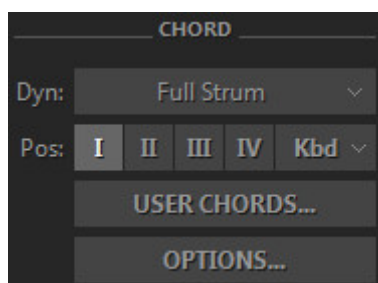 CHORD
Dyn: Full Strum
Pos: I II III IV Kbd
USER CHORDS...
OPTIONS...